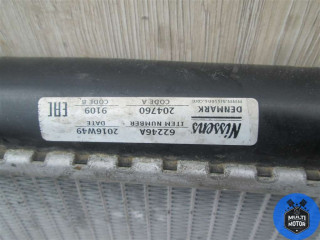 Nissens
DENMARK
62246A 2016W49
ITEM NUMBER DATE
204760 9109
CODE A CODE B
EAC
MULTI
MOTOR